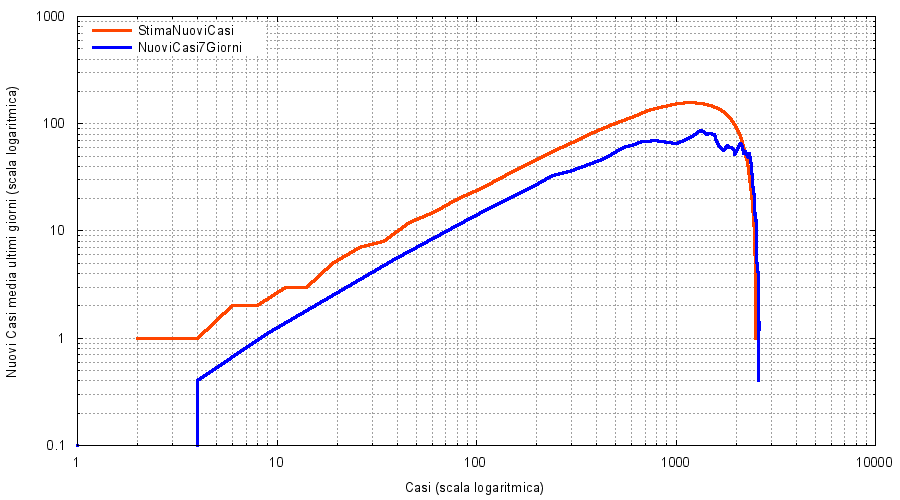 1000
StimaNuoviCasi
NuoviCasi7Giorni
100
10
1
0.1
Nuovi Casi media ultimi giorni (scala logaritmica)
1
10
100
1000
10000
Casi (scala logaritmica)